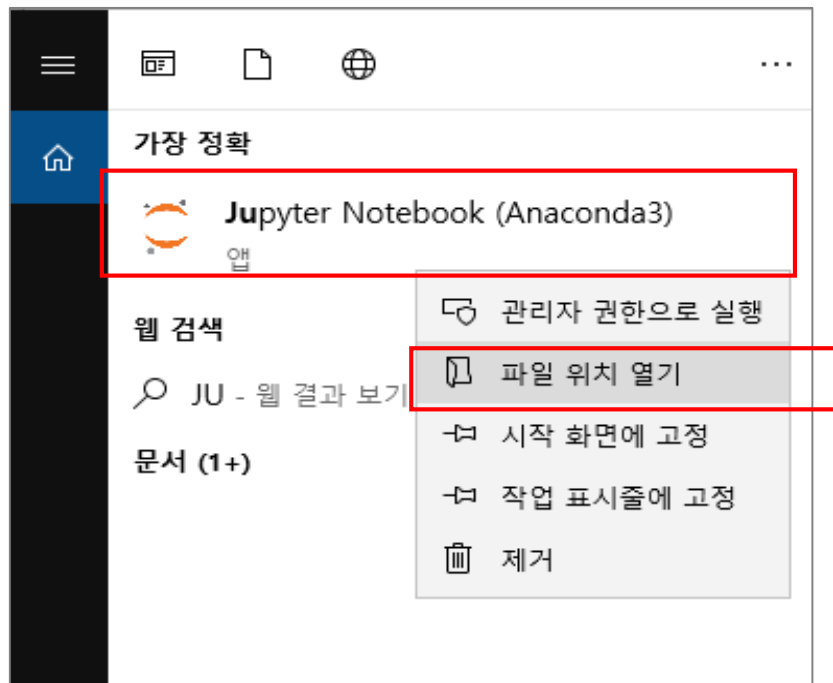 가장 정확
Jupyter Notebook (Anaconda3)
앱
관리자 권한으로 실행
웹 검색
파일 위치 열기
JU - 웹 결과 보기
시작 화면에 고정
문서 (1+)
작업 표시줄에 고정
제거